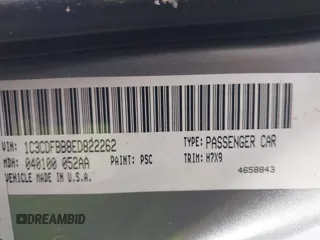 VIN: 1C3CDFBB8ED822262 TYPE: PASSENGER CAR
MDH: 040100 052AA PAINT: PSC TRIM: H7X9
VEHICLE MADE IN U.S.A. 4658843
DREAMBID